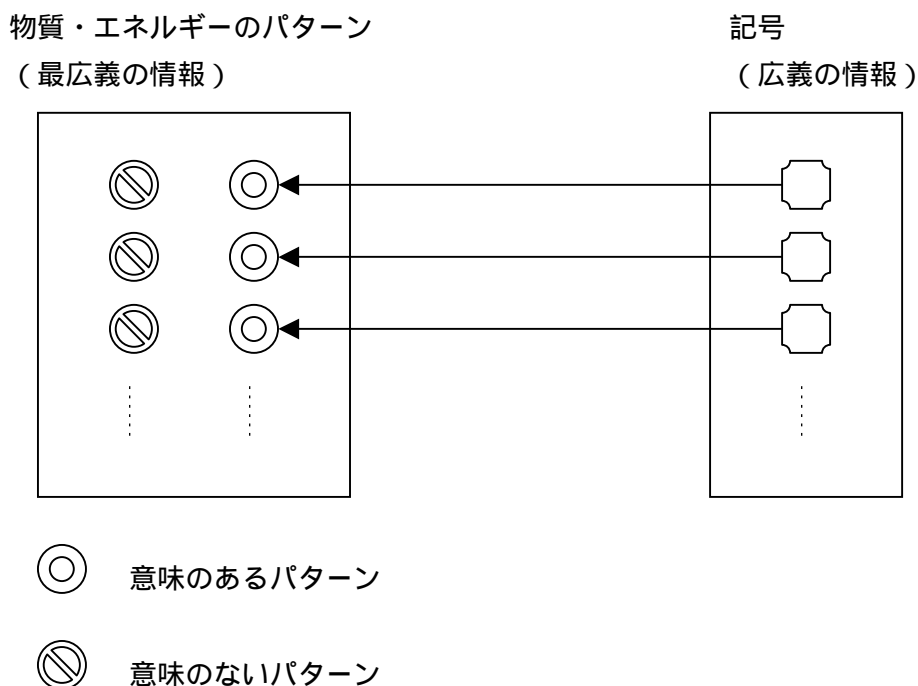 物質・エネルギーのパターン
（最広義の情報）
記号
（広義の情報）
意味のあるパターン
意味のないパターン